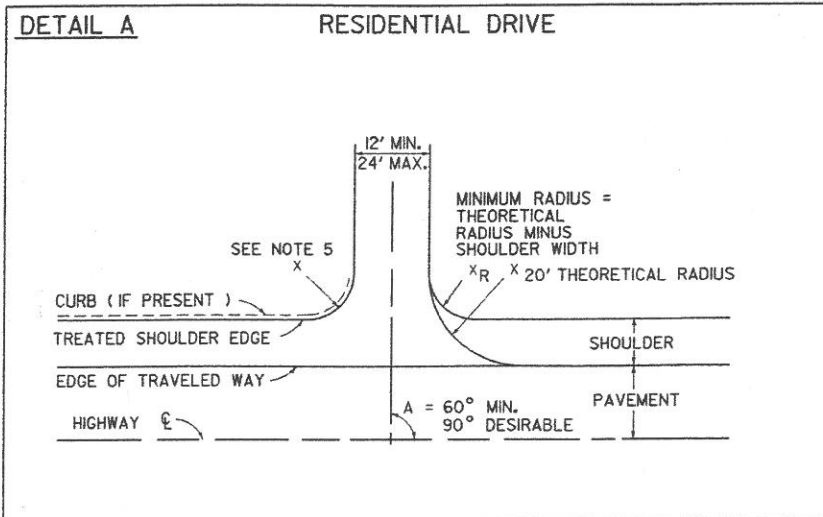 DETAIL A
RESIDENTIAL DRIVE
12' MIN.
24' MAX.
MINIMUM RADIUS =
THEORETICAL
RADIUS MINUS
SHOULDER WIDTH
SEE NOTE 5
X
X R
X 20' THEORETICAL RADIUS
CURB ( IF PRESENT )
TREATED SHOULDER EDGE
SHOULDER
EDGE OF TRAVELED WAY
PAVEMENT
A = 60° MIN.
90° DESIRABLE
HIGHWAY ℄